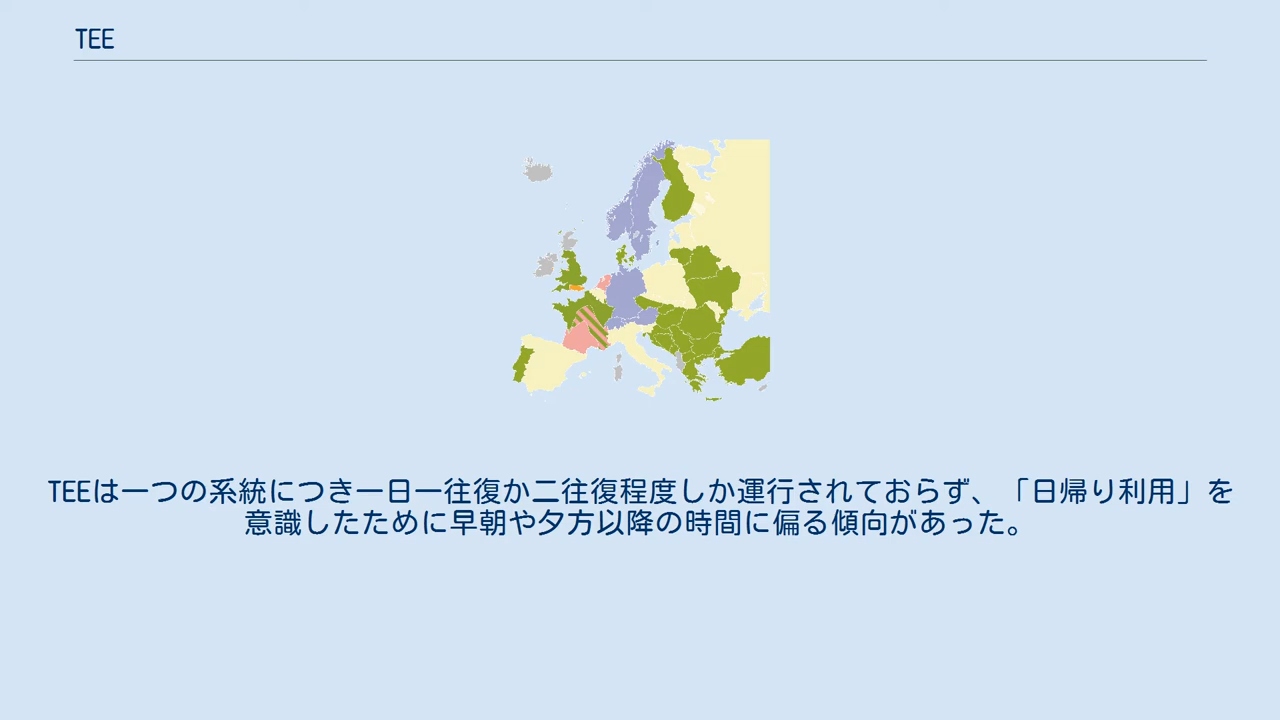 TEE
TEEは一つの系統につき一日一往復か二往復程度しか運行されておらず、「日帰り利用」を
意識したために早朝や夕方以降の時間に偏る傾向があった。